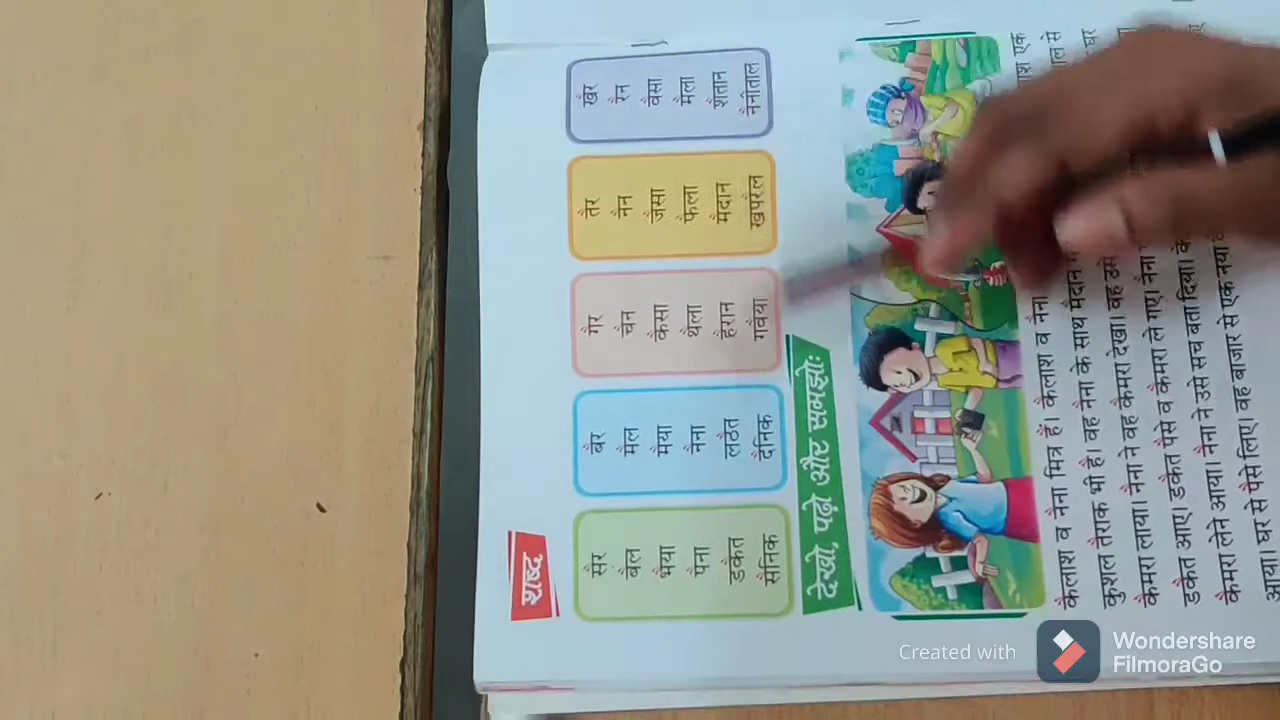 शब्द
सैर
बैल
भैया
पैना
डकैत
सैनिक
बैर
मैल
मैया
नैना
लठैत
दैनिक
गैर
चैन
कैसा
थैला
हैरान
गवैया
तैर
नैन
जैसा
फैला
मैदान
खपरैल
खैर
रैन
वैसा
मैला
शैतान
नैनीताल
देखो, पढ़ो और समझो:
कैलाश व नैना मित्र हैं। कैलाश व नैना
कुशल तैराक भी है। वह नैना के साथ मैदान
कैमरा लाया। नैना ने वह कैमरा देखा। वह उसे
डकैत आए। डकैत पैसे व कैमरा ले गए। नैना
कैमरा लेने आया। नैना ने उसे सच बता दिया।
आया। घर से पैसे लिए। वह बाजार से एक नया
Created with
Wondershare
FilmoraGo